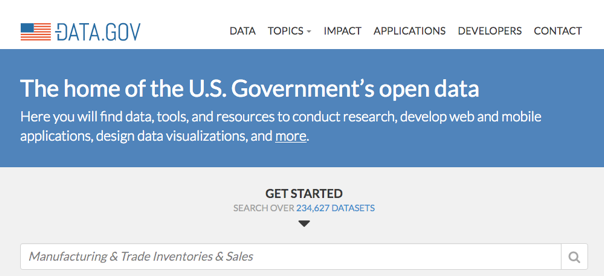 DATA.GOV
DATA TOPICS IMPACT APPLICATIONS DEVELOPERS CONTACT
The home of the U.S. Government’s open data
Here you will find data, tools, and resources to conduct research, develop web and mobile
applications, design data visualizations, and more.
GET STARTED
SEARCH OVER 234,627 DATASETS
Manufacturing & Trade Inventories & Sales